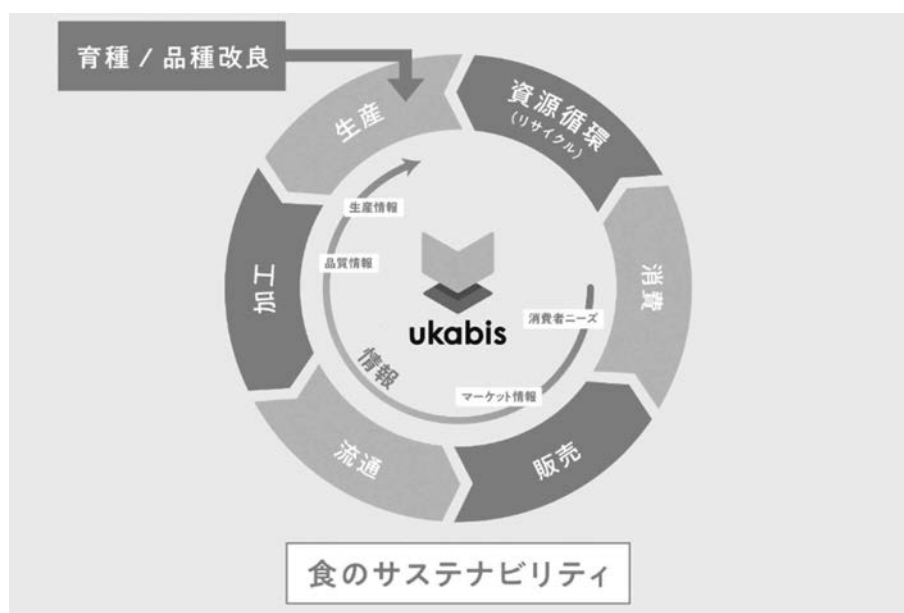 育種 / 品種改良
生産
資源循環
(リサイクル)
消費
販売
流通
加工
生産情報
品質情報
情報
マーケット情報
消費者ニーズ
ukabis
食のサステナビリティ